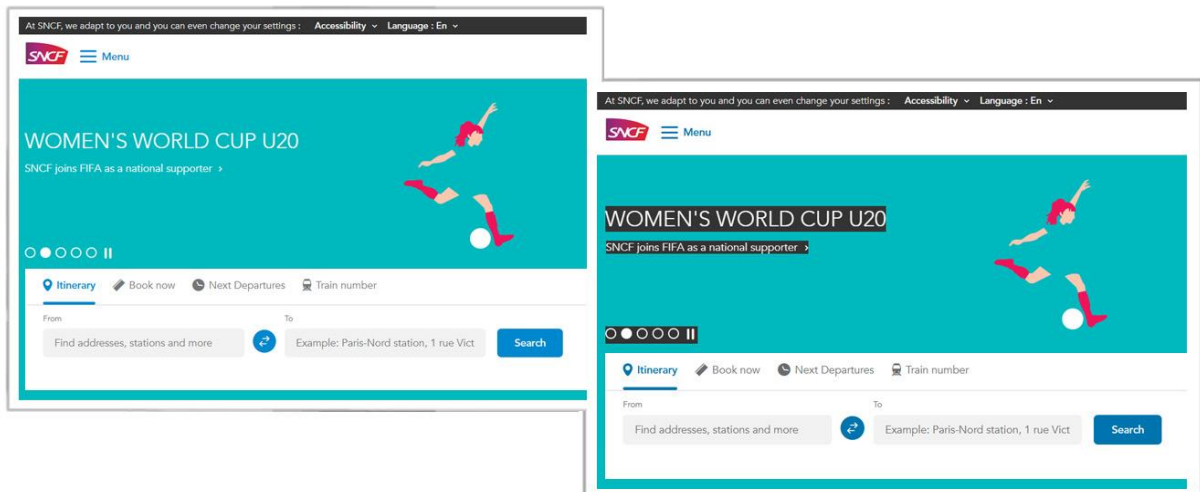 At SNCF, we adapt to you and you can even change your settings : Accessibility Language : En
SNCF Menu
WOMEN'S WORLD CUP U20
SNCF joins FIFA as a national supporter >
Itinerary Book now Next Departures Train number
From To
Find addresses, stations and more Example: Paris-Nord station, 1 rue Vict Search
At SNCF, we adapt to you and you can even change your settings : Accessibility Language : En
SNCF Menu
WOMEN'S WORLD CUP U20
SNCF joins FIFA as a national supporter >
Itinerary Book now Next Departures Train number
From To
Find addresses, stations and more Example: Paris-Nord station, 1 rue Vict Search